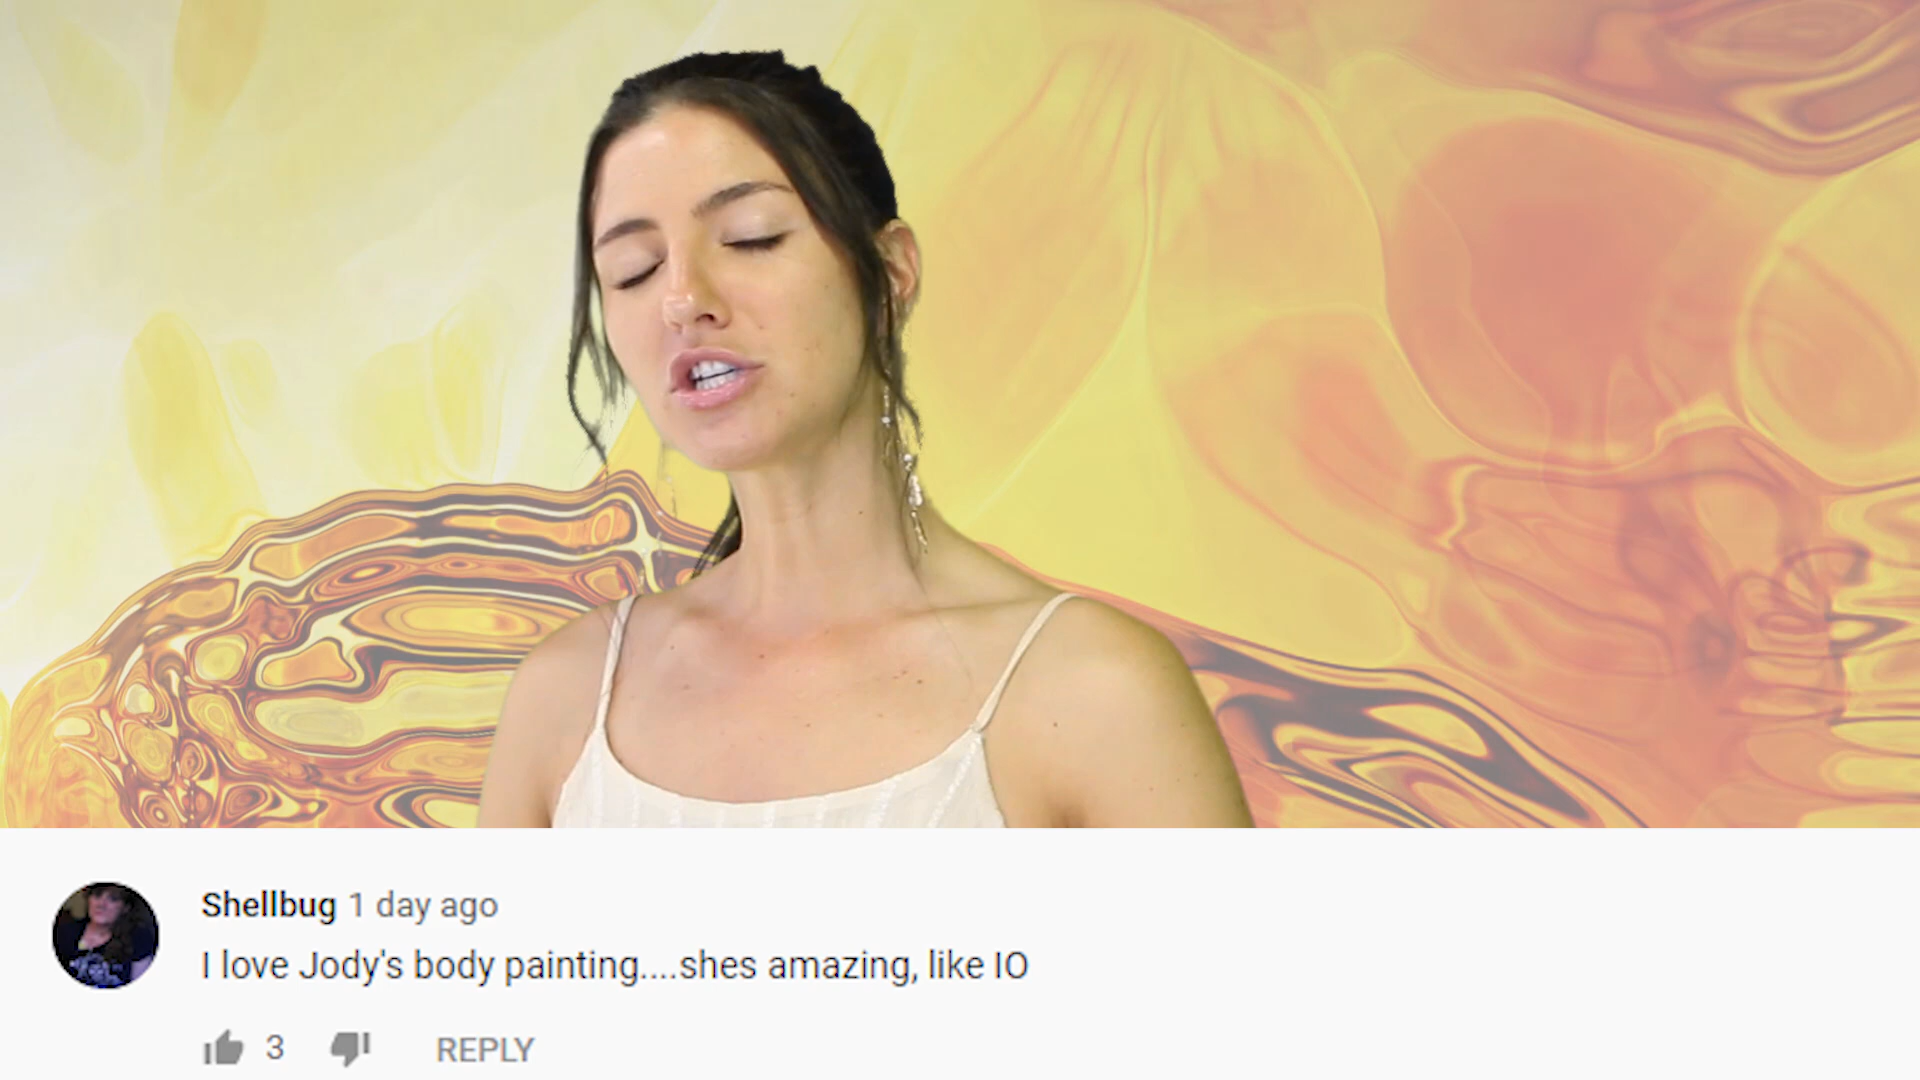 Shellbug 1 day ago
I love Jody's body painting....shes amazing, like IO
3 REPLY